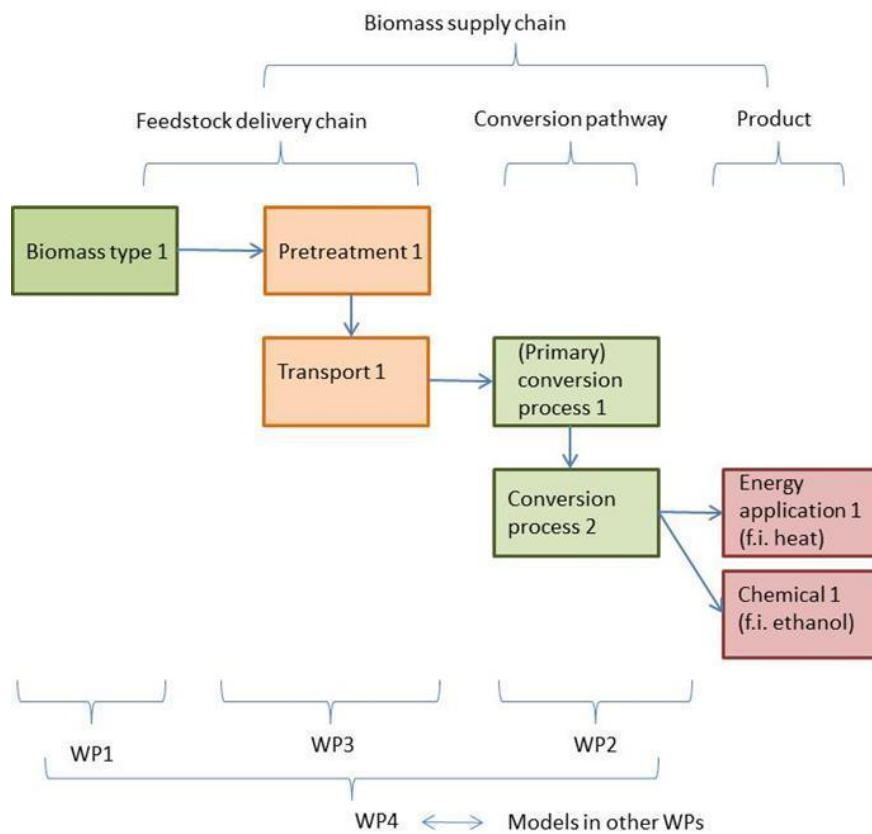 Biomass supply chain
Feedstock delivery chain
Conversion pathway
Product
Biomass type 1
Pretreatment 1
Transport 1
(Primary)
conversion
process 1
Conversion
process 2
Energy
application 1
(f.i. heat)
Chemical 1
(f.i. ethanol)
WP1
WP3
WP2
WP4
Models in other WPs